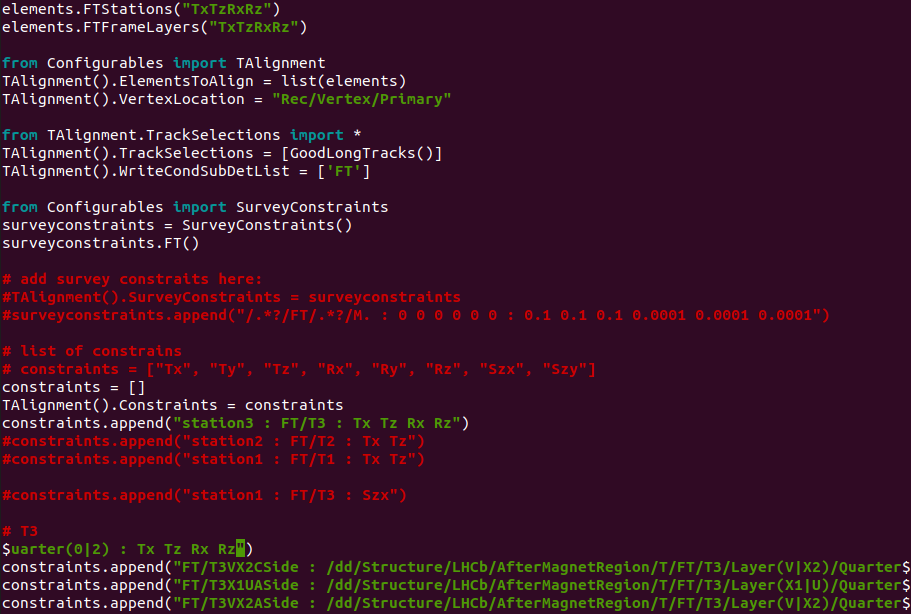 elements.FTStations("TxTzRxRz")
elements.FTFrameLayers("TxTzRxRz")
from Configurables import TAlignment
TAlignment().ElementsToAlign = list(elements)
TAlignment().VertexLocation = "Rec/Vertex/Primary"
from TAlignment.TrackSelections import *
TAlignment().TrackSelections = [GoodLongTracks()]
TAlignment().WriteCondSubDetList = ['FT']
from Configurables import SurveyConstraints
surveyconstraints = SurveyConstraints()
surveyconstraints.FT()
# add survey constraits here:
#TAlignment().SurveyConstraints = surveyconstraints
#surveyconstraints.append("/.*?/FT/.*?/M. : 0 0 0 0 0 0 : 0.1 0.1 0.1 0.0001 0.0001 0.0001")
# list of constrains
# constraints = ["Tx", "Ty", "Tz", "Rx", "Ry", "Rz", "Szx", "Szy"]
constraints = []
TAlignment().Constraints = constraints
constraints.append("station3 : FT/T3 : Tx Tz Rx Rz")
#constraints.append("station2 : FT/T2 : Tx Tz")
#constraints.append("station1 : FT/T1 : Tx Tz")
#constraints.append("station1 : FT/T3 : Szx")
# T3
$uarter(0|2) : Tx Tz Rx Rz")
constraints.append("FT/T3VX2CSide : /dd/Structure/LHCb/AfterMagnetRegion/T/FT/T3/Layer(V|X2)/Quarter$
constraints.append("FT/T3X1UASide : /dd/Structure/LHCb/AfterMagnetRegion/T/FT/T3/Layer(X1|U)/Quarter$
constraints.append("FT/T3VX2ASide : /dd/Structure/LHCb/AfterMagnetRegion/T/FT/T3/Layer(V|X2)/Quarter$